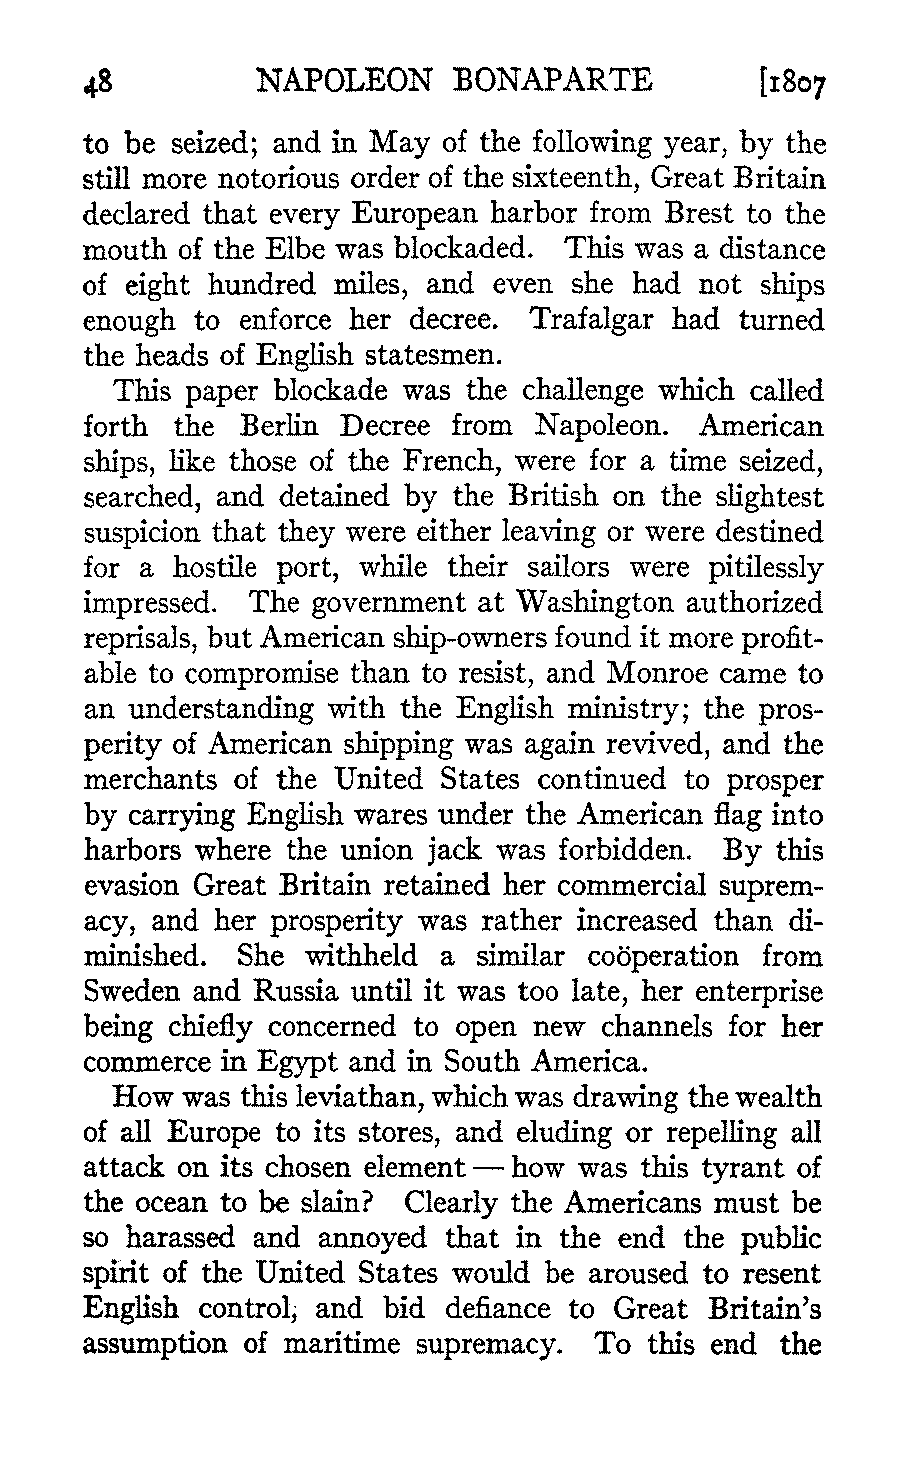 48 NAPOLEON BONAPARTE [1807
to be seized; and in May of the following year, by the
still more notorious order of the sixteenth, Great Britain
declared that every European harbor from Brest to the
mouth of the Elbe was blockaded. This was a distance
of eight hundred miles, and even she had not ships
enough to enforce her decree. Trafalgar had turned
the heads of English statesmen.
This paper blockade was the challenge which called
forth the Berlin Decree from Napoleon. American
ships, like those of the French, were for a time seized,
searched, and detained by the British on the slightest
suspicion that they were either leaving or were destined
for a hostile port, while their sailors were pitilessly
impressed. The government at Washington authorized
reprisals, but American ship-owners found it more profit-
able to compromise than to resist, and Monroe came to
an understanding with the English ministry; the pros-
perity of American shipping was again revived, and the
merchants of the United States continued to prosper
by carrying English wares under the American flag into
harbors where the union jack was forbidden. By this
evasion Great Britain retained her commercial suprem-
acy, and her prosperity was rather increased than di-
minished. She withheld a similar coöperation from
Sweden and Russia until it was too late, her enterprise
being chiefly concerned to open new channels for her
commerce in Egypt and in South America.
How was this leviathan, which was drawing the wealth
of all Europe to its stores, and eluding or repelling all
attack on its chosen element — how was this tyrant of
the ocean to be slain? Clearly the Americans must be
so harassed and annoyed that in the end the public
spirit of the United States would be aroused to resent
English control, and bid defiance to Great Britain's
assumption of maritime supremacy. To this end the